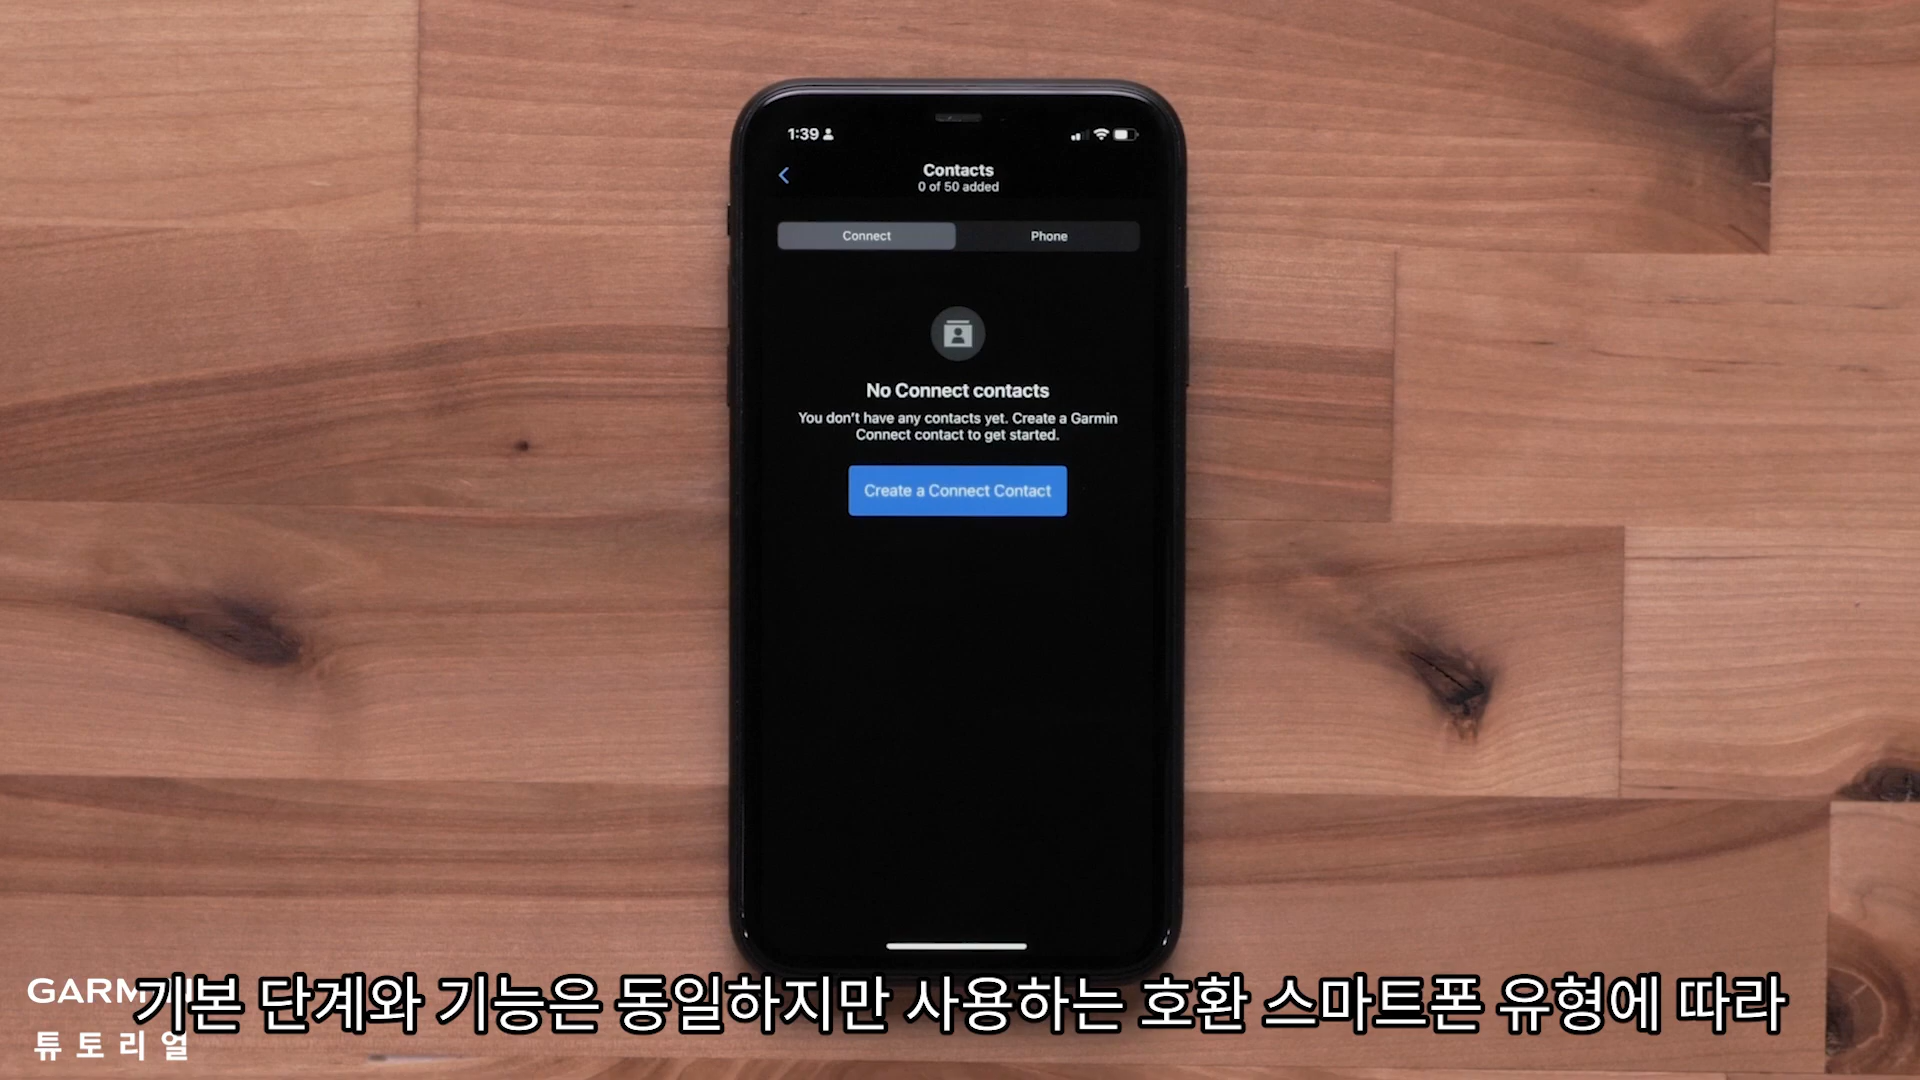 1:39
Contacts
0 of 50 added
Connect
Phone
No Connect contacts
You don't have any contacts yet. Create a Garmin
Connect contact to get started.
Create a Connect Contact
기본 단계와 기능은 동일하지만 사용하는 호환 스마트폰 유형에 따라
GARMIN
튜토리얼